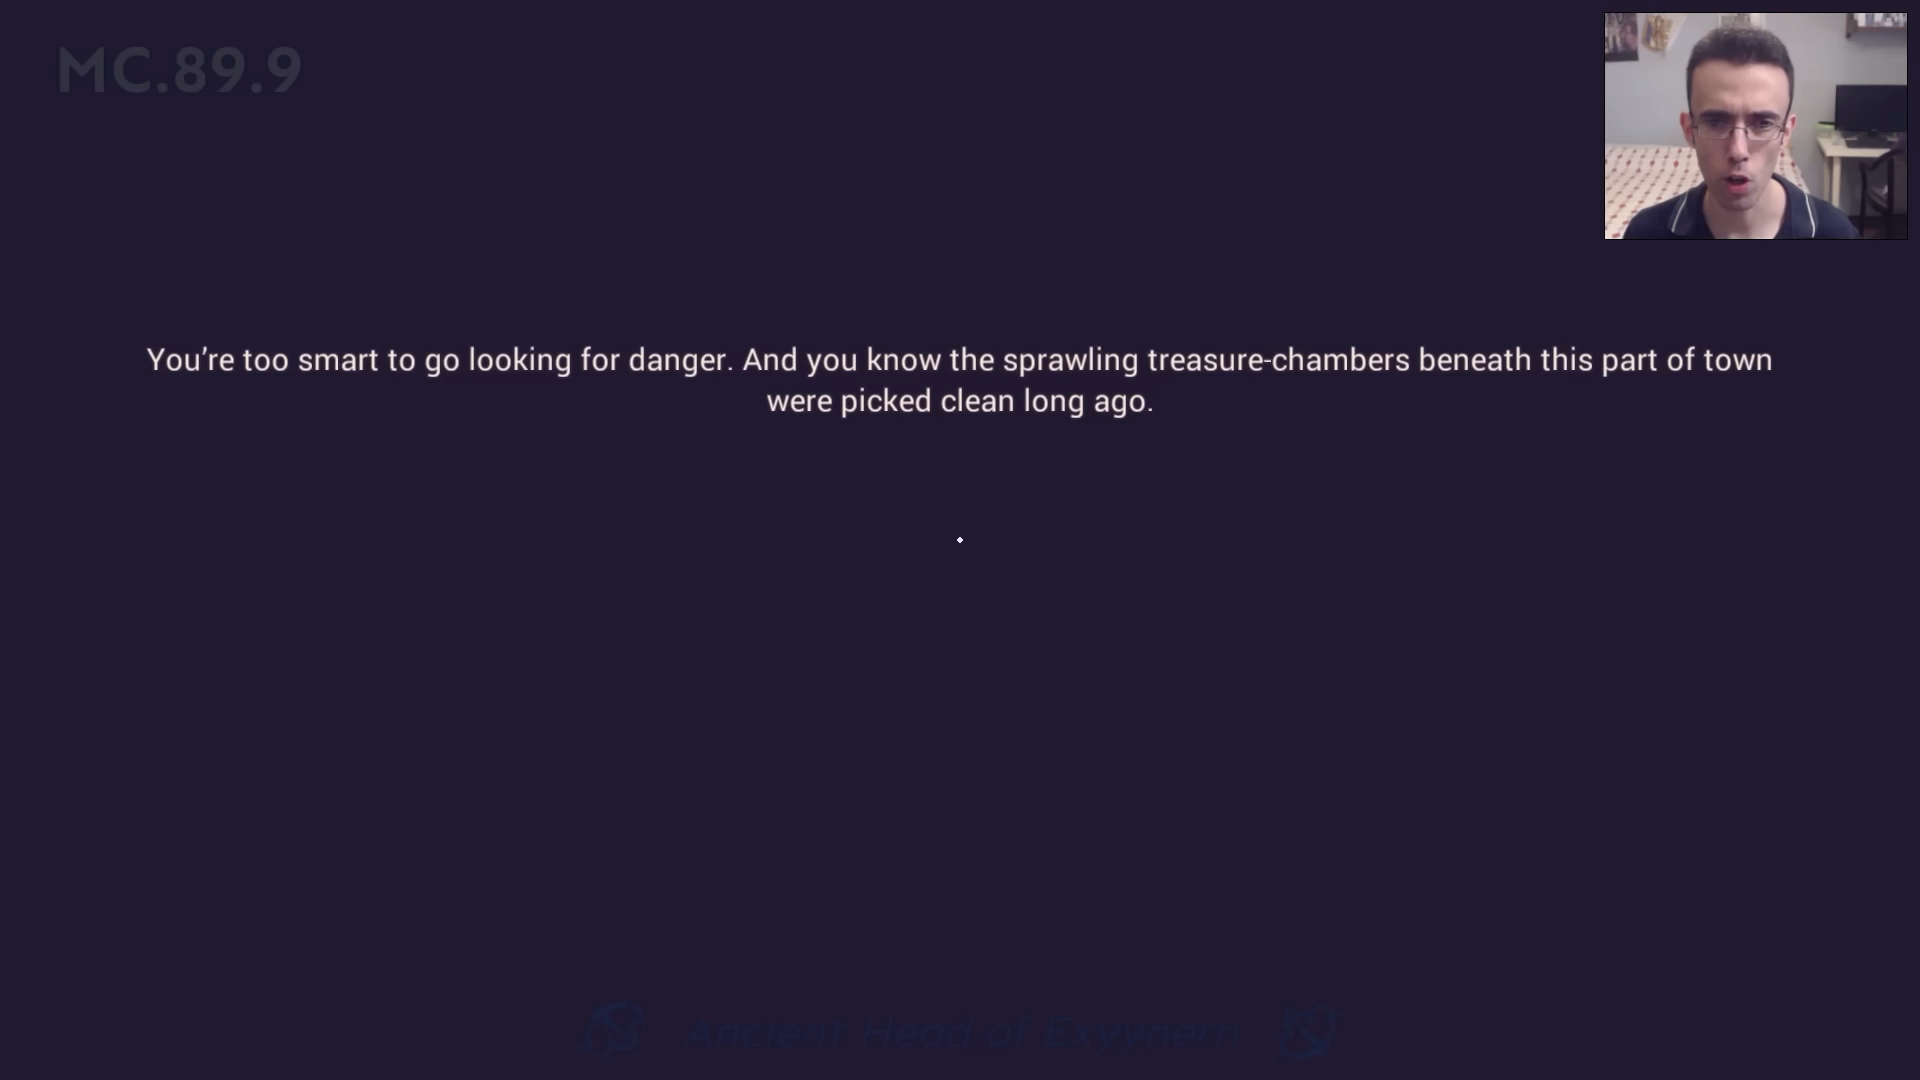 MC.89.9
You're too smart to go looking for danger. And you know the sprawling treasure-chambers beneath this part of town
were picked clean long ago.
Ancient Head of Exyynern